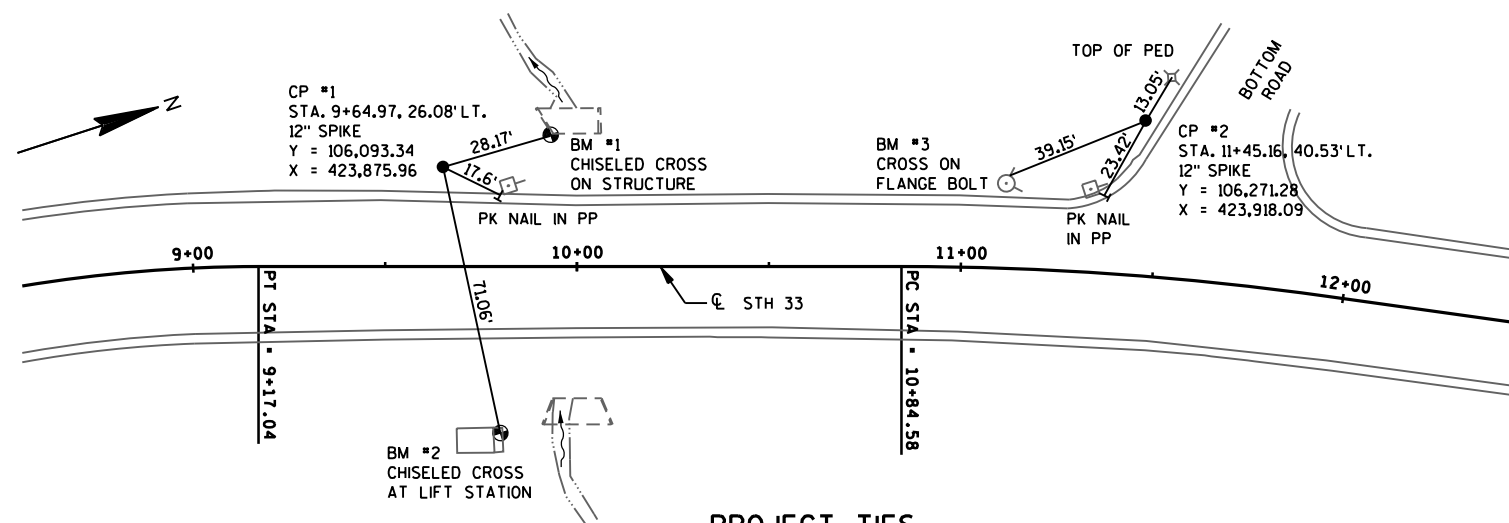 TOP OF PED
BOTTOM
ROAD
N
CP #1
STA. 9+64.97, 26.08' LT.
12" SPIKE
Y = 106,093.34
X = 423,875.96
28.17'
17.6'
BM #1
CHISELED CROSS
ON STRUCTURE
PK NAIL IN PP
BM #3
CROSS ON
FLANGE BOLT
39.15'
13.05'
23.42'
CP #2
STA. 11+45.16, 40.53' LT.
12" SPIKE
Y = 106,271.28
X = 423,918.09
PK NAIL
IN PP
9+00
10+00
11+00
12+00
71.06'
℄ STH 33
PT STA = 9+17.04
PC STA = 10+84.58
BM #2
CHISELED CROSS
AT LIFT STATION
PROJECT TIES